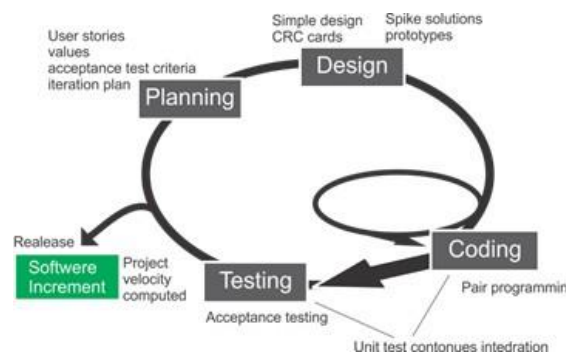 User stories
values
acceptance test criteria
iteration plan
Planning
Simple design
CRC cards
Spike solutions
prototypes
Design
Coding
Pair programmin
Testing
Acceptance testing
Unit test contonues intedration
Realease
Softwere
Increment
Project
velocity
computed